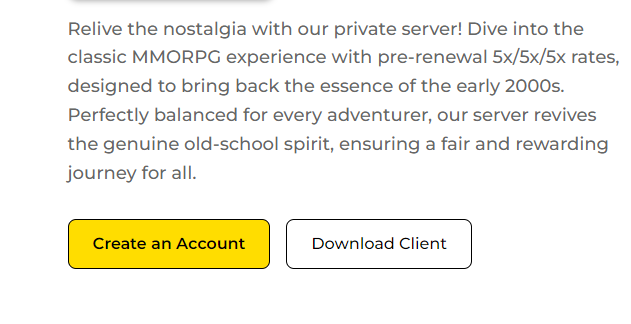 Relive the nostalgia with our private server! Dive into the
classic MMORPG experience with pre-renewal 5x/5x/5x rates,
designed to bring back the essence of the early 2000s.
Perfectly balanced for every adventurer, our server revives
the genuine old-school spirit, ensuring a fair and rewarding
journey for all.
Create an Account
Download Client